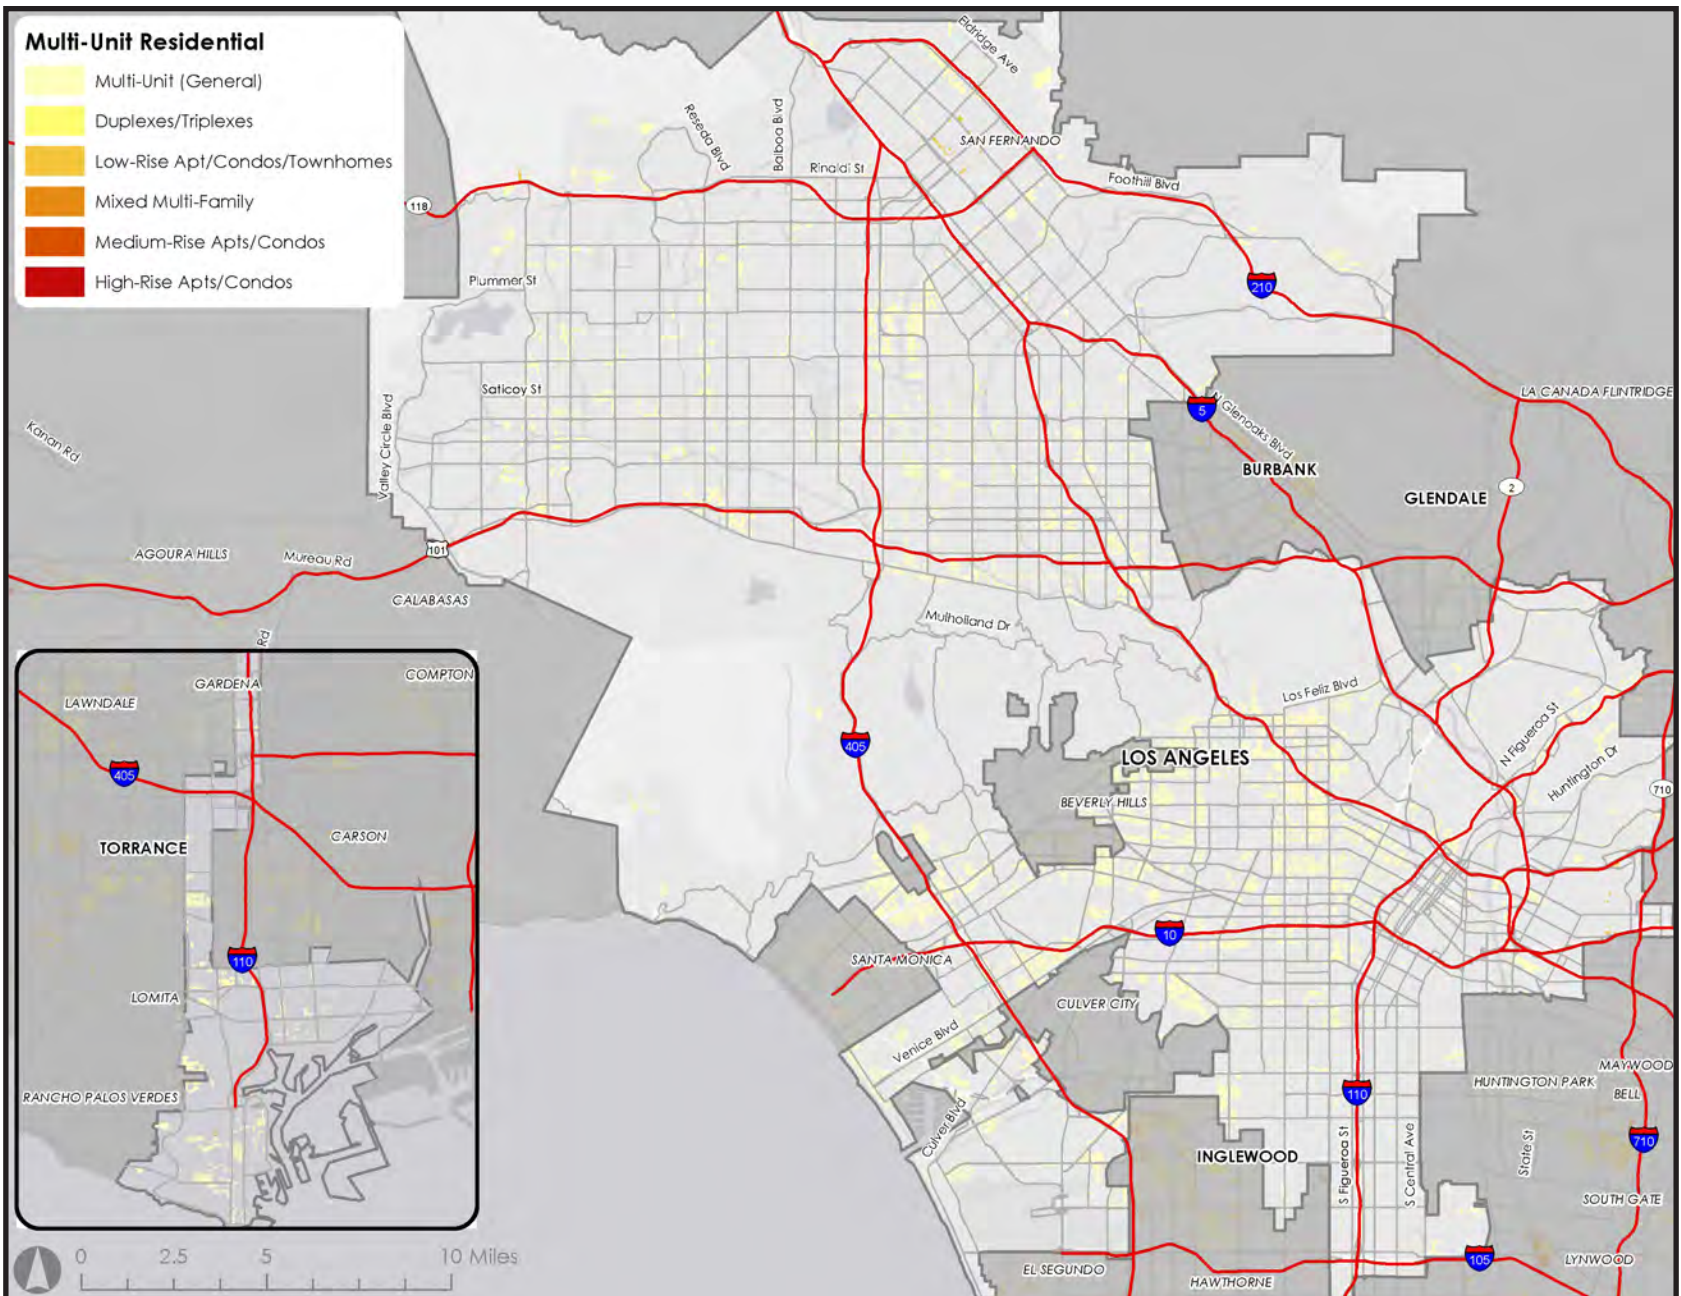 Multi-Unit Residential
Multi-Unit (General)
Duplexes/Triplexes
Low-Rise Apt/Condos/Townhomes
Mixed Multi-Family
Medium-Rise Apts/Condos
High-Rise Apts/Condos
Eldridge Ave
Reseda Blvd
Balboa Blvd
SAN FERNANDO
Rinaldi St
Foothill Blvd
118
Plummer St
210
Saticoy St
LA CANADA FLINTRIDGE
5
N Glenoaks Blvd
Valley Circle Blvd
Kanan Rd
BURBANK
GLENDALE
2
101
AGOURA HILLS
Mureau Rd
CALABASAS
Mulholland Dr
Rd
Los Feliz Blvd
N Figueroa St
405
LOS ANGELES
Huntington Dr
710
BEVERLY HILLS
10
SANTA MONICA
CULVER CITY
Venice Blvd
MAYWOOD
HUNTINGTON PARK
BELL
110
Culver Blvd
710
INGLEWOOD
S Figueroa St
S Central Ave
State St
SOUTH GATE
105
LYNWOOD
EL SEGUNDO
HAWTHORNE
GARDENA
COMPTON
LAWNDALE
405
CARSON
TORRANCE
110
LOMITA
RANCHO PALOS VERDES
0 2.5 5 10 Miles